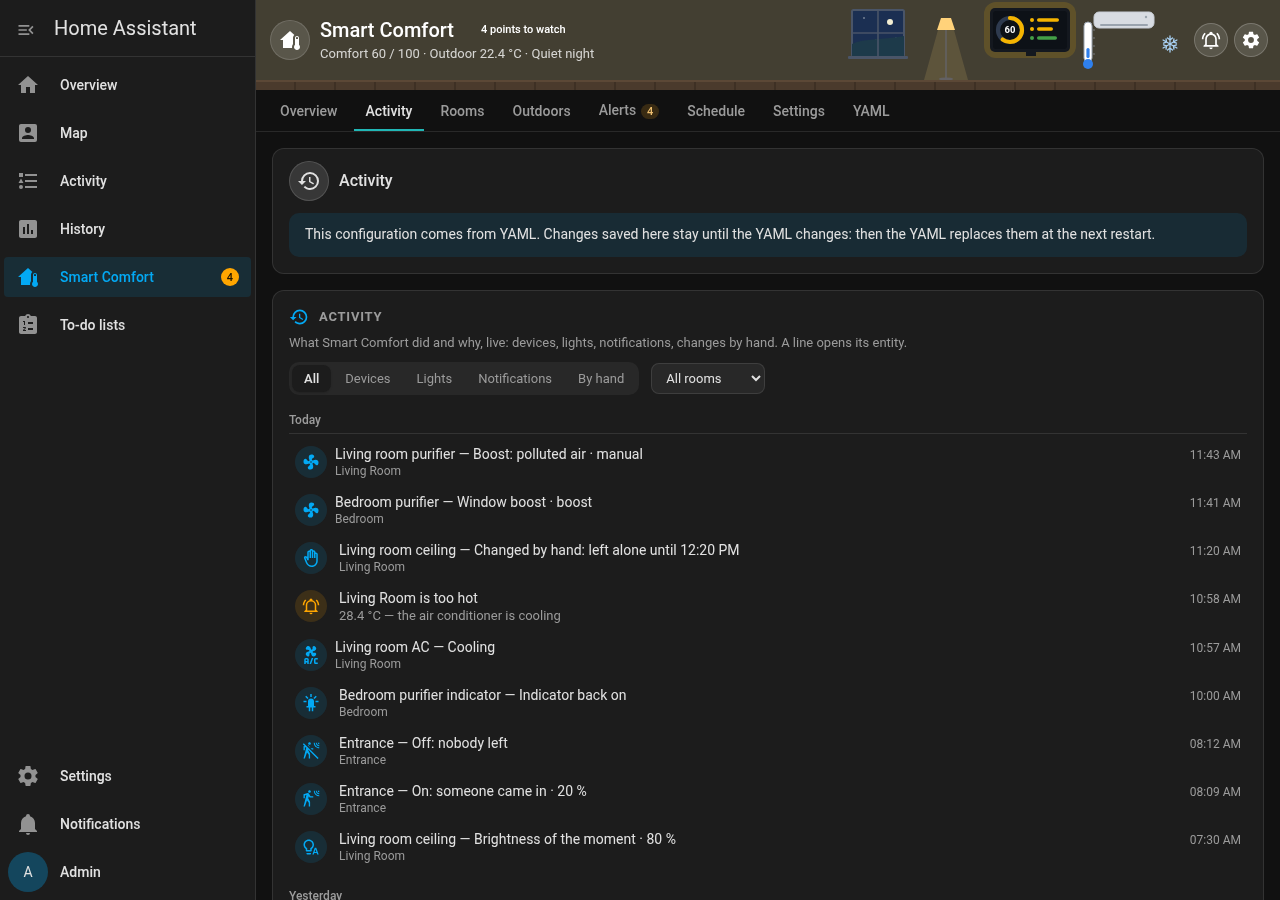 Home Assistant
Overview
Map
Activity
History
Smart Comfort
4
To-do lists
Settings
Notifications
A
Admin
Smart Comfort
4 points to watch
Comfort 60 / 100 · Outdoor 22.4 °C · Quiet night
60
Overview
Activity
Rooms
Outdoors
Alerts
4
Schedule
Settings
YAML
Activity
This configuration comes from YAML. Changes saved here stay until the YAML changes: then the YAML replaces them at the next restart.
ACTIVITY
What Smart Comfort did and why, live: devices, lights, notifications, changes by hand. A line opens its entity.
All
Devices
Lights
Notifications
By hand
All rooms
Today
Living room purifier — Boost: polluted air · manual
Living Room
11:43 AM
Bedroom purifier — Window boost · boost
Bedroom
11:41 AM
Living room ceiling — Changed by hand: left alone until 12:20 PM
Living Room
11:20 AM
Living Room is too hot
28.4 °C — the air conditioner is cooling
10:58 AM
A/C
Living room AC — Cooling
Living Room
10:57 AM
Bedroom purifier indicator — Indicator back on
Bedroom
10:00 AM
Entrance — Off: nobody left
Entrance
08:12 AM
Entrance — On: someone came in · 20 %
Entrance
08:09 AM
A
Living room ceiling — Brightness of the moment · 80 %
Living Room
07:30 AM
Yesterday